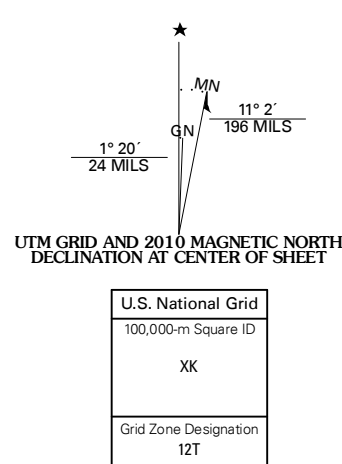 ★
MN
11° 2´
196 MILS
GN
1° 20´
24 MILS
UTM GRID AND 2010 MAGNETIC NORTH
DECLINATION AT CENTER OF SHEET
U.S. National Grid
100,000-m Square ID
XK
Grid Zone Designation
12T